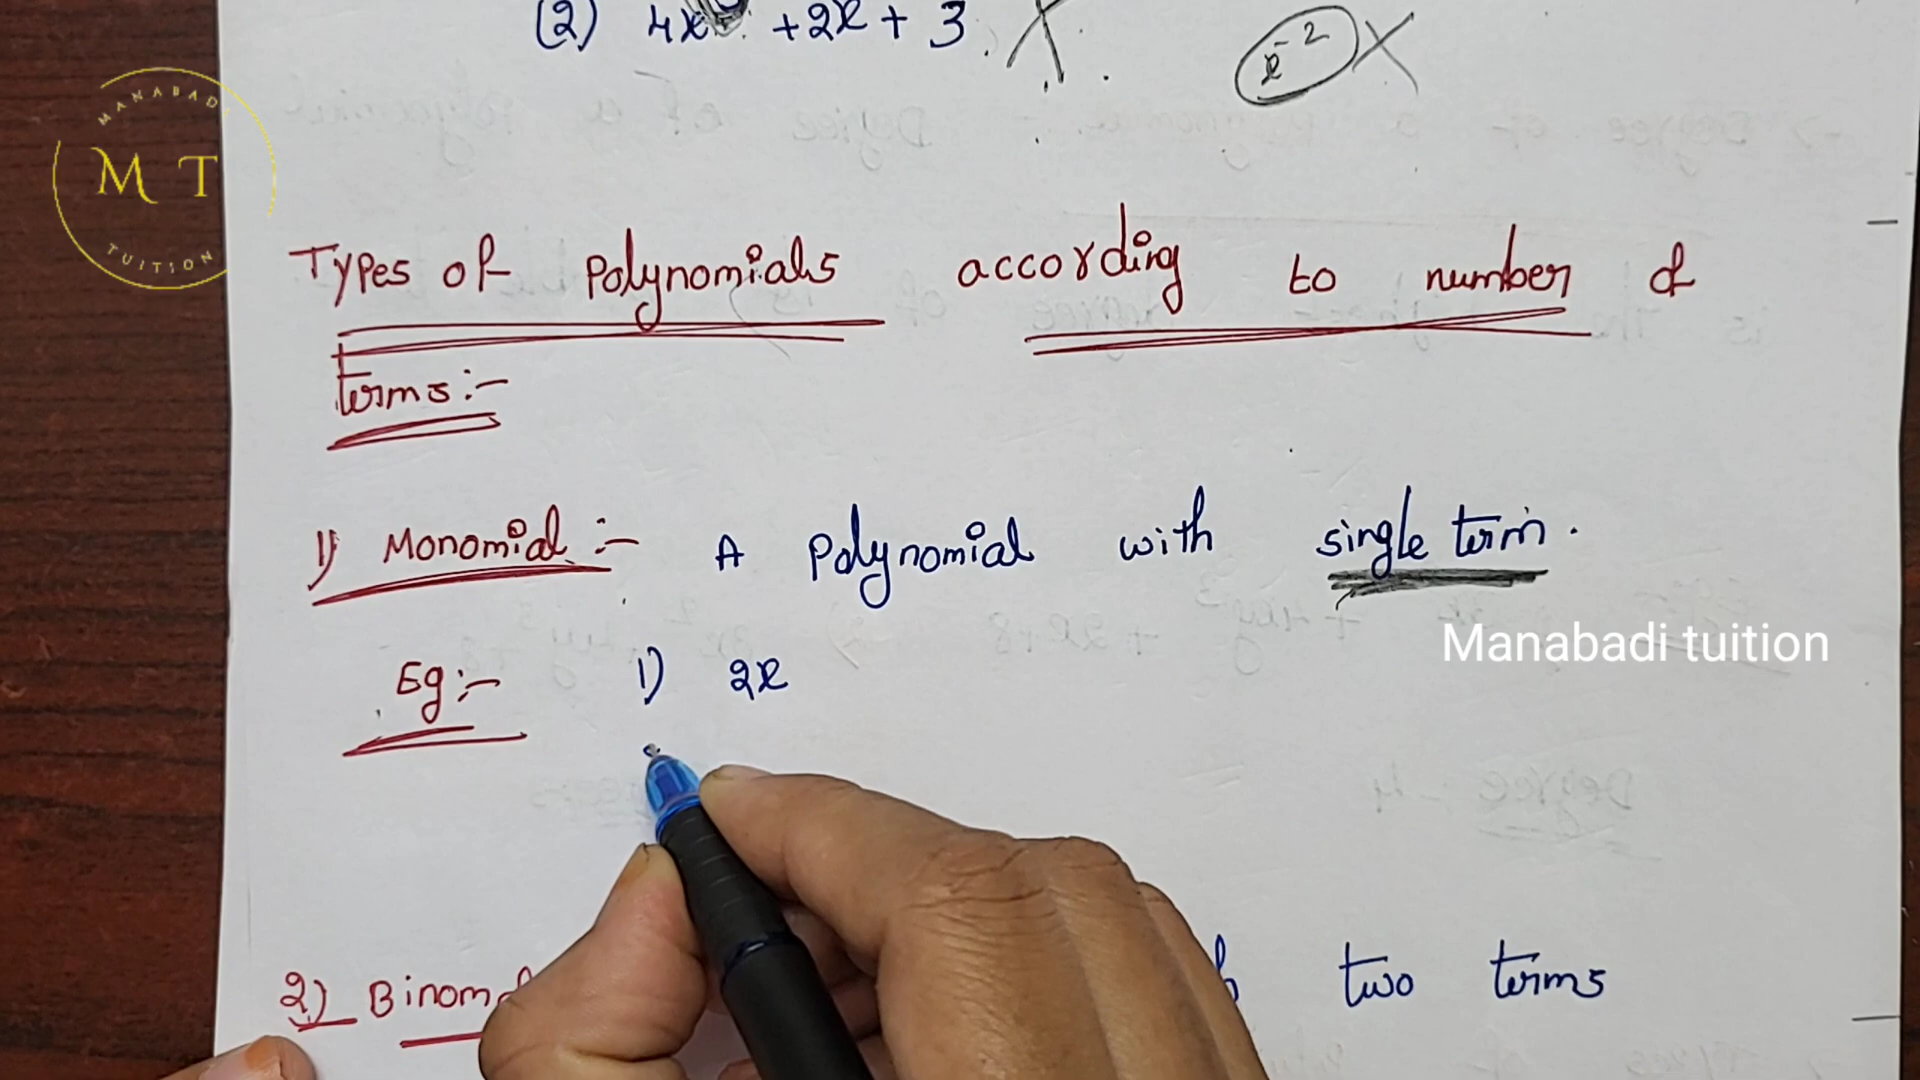 (2) 4x +2x + 3
x⁻²
MANABADI
M T
TUITION
Types of Polynomials according to number of
terms:-
1) Monomial :- A Polynomial with single term.
Manabadi tuition
Eg:- 1) 2x
2) Binom two terms